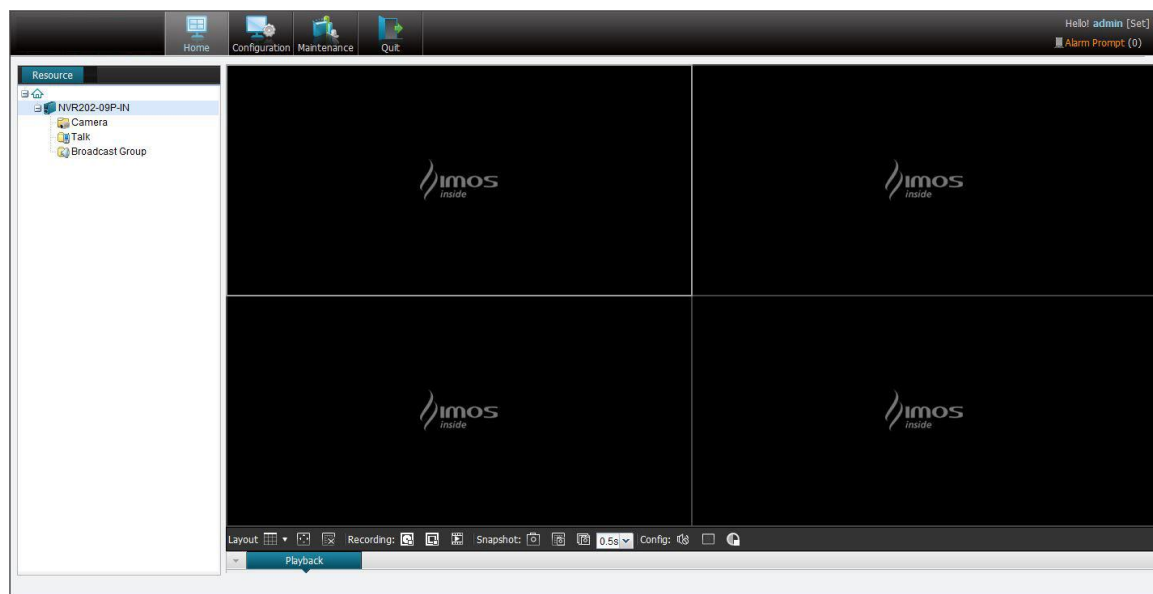 Hello! admin [Set]
Home Configuration Maintenance Quit
Alarm Prompt (0)
Resource
NVR202-09P-IN
Camera
Talk
Broadcast Group
imos
inside
imos
inside
imos
inside
imos
inside
Layout Recording: Snapshot: 0.5s Config:
Playback